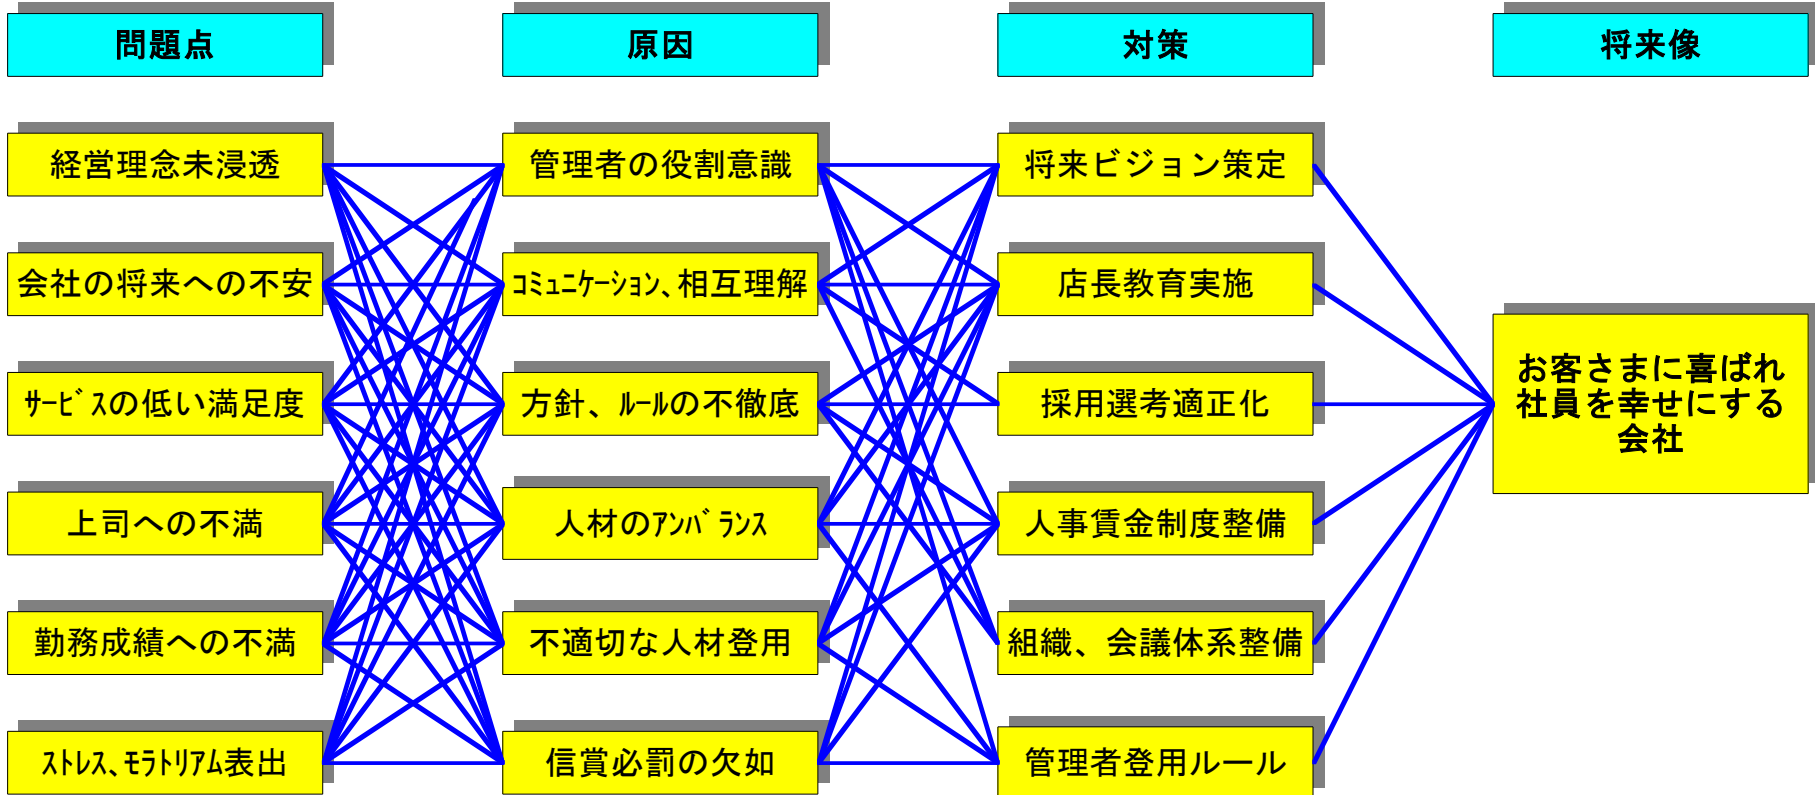 問題点
原因
対策
将来像
経営理念未浸透
管理者の役割意識
将来ビジョン策定
会社の将来への不安
ｺﾐｭﾆｹｰｼｮﾝ、相互理解
店長教育実施
ｻｰﾋﾞｽの低い満足度
方針、ﾙｰﾙの不徹底
採用選考適正化
お客さまに喜ばれ
社員を幸せにする
会社
上司への不満
人材のｱﾝﾊﾞﾗﾝｽ
人事賃金制度整備
勤務成績への不満
不適切な人材登用
組織、会議体系整備
ｽﾄﾚｽ、ﾓﾗﾄﾘｱﾑ表出
信賞必罰の欠如
管理者登用ルール